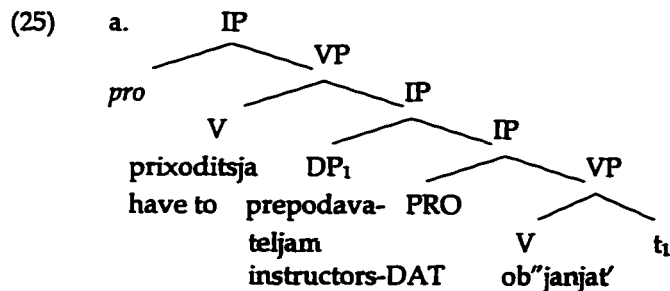 (25) a. IP
VP
pro
IP
V
IP
prixoditsja DP₁ VP
have to prepodava- PRO
teljam V t₁
instructors-DAT ob"janjat'